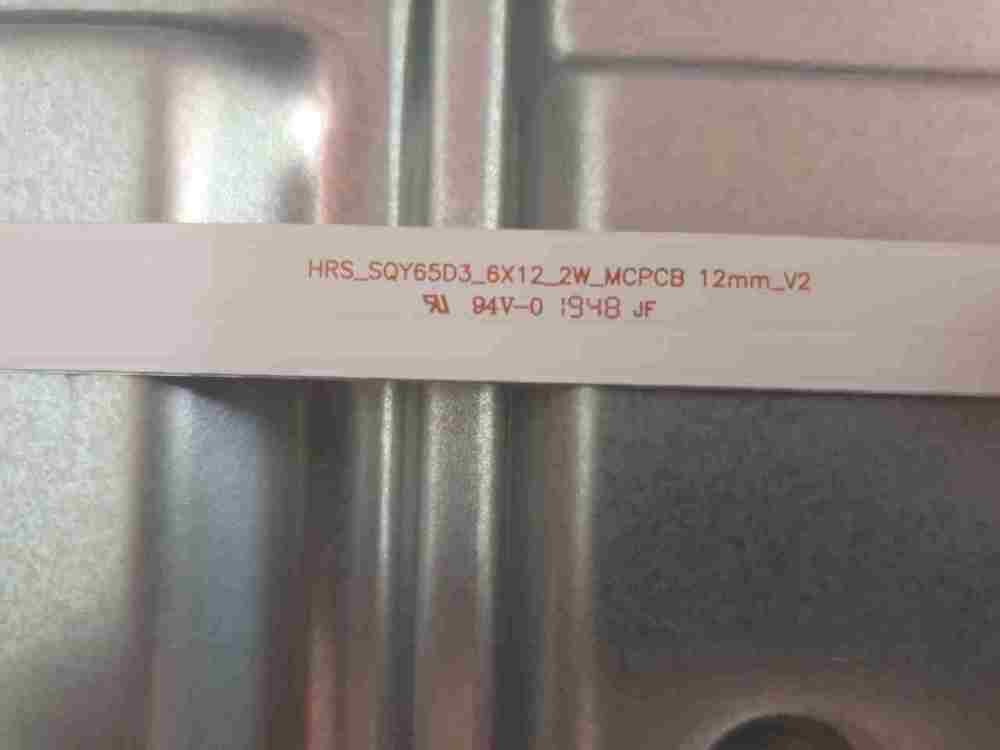 HRS_SQY65D3_6X12_2W_MCPCB 12mm_V2
94V-0 1948 JF